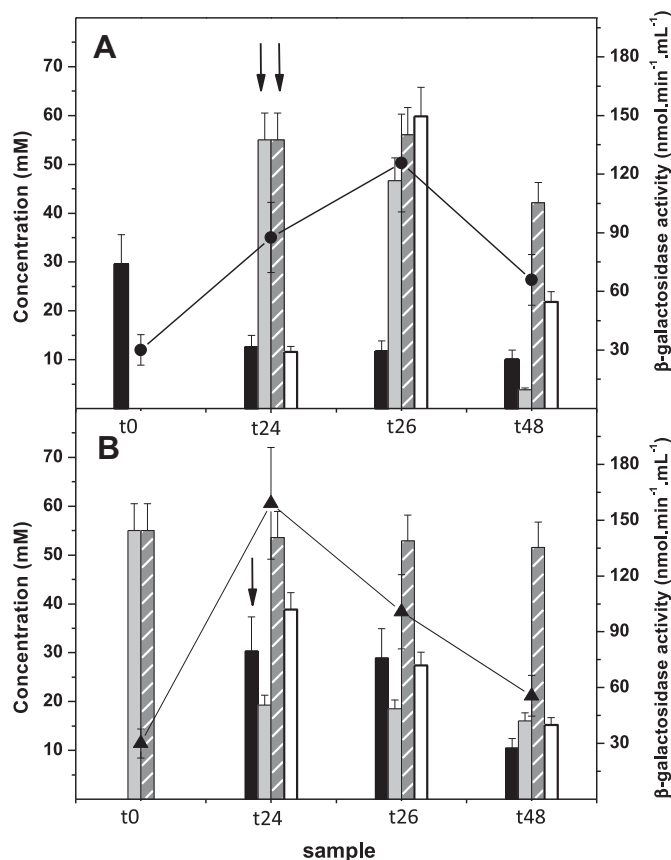 A
Concentration (mM)
70
60
50
40
30
20
10
β-galactosidase activity (nmol.min⁻¹.mL⁻¹)
180
150
120
90
60
30
t0 t24 t26 t48
B
Concentration (mM)
70
60
50
40
30
20
10
β-galactosidase activity (nmol.min⁻¹.mL⁻¹)
180
150
120
90
60
30
t0 t24 t26 t48
sample